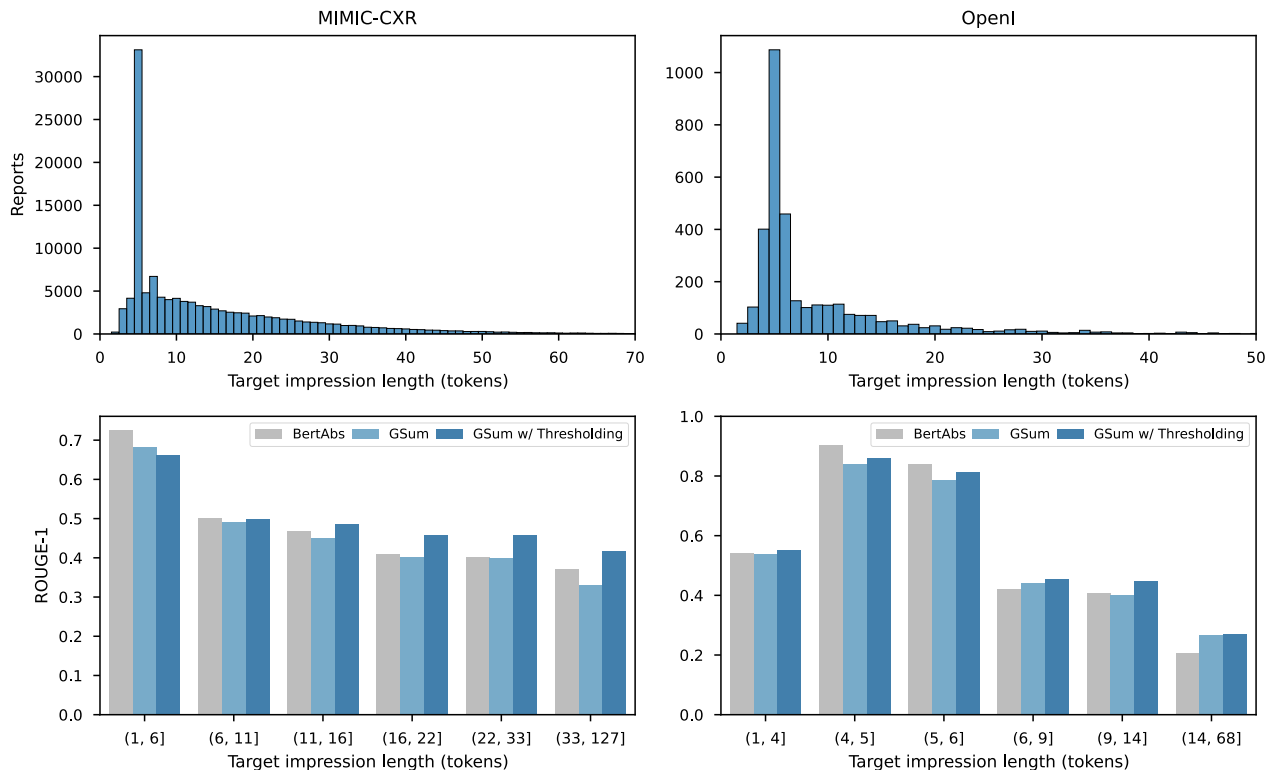 MIMIC-CXR
Reports
30000
25000
20000
15000
10000
5000
0
0 10 20 30 40 50 60 70
Target impression length (tokens)
OpenI
1000
800
600
400
200
0
0 10 20 30 40 50
Target impression length (tokens)
ROUGE-1
0.7
0.6
0.5
0.4
0.3
0.2
0.1
0.0
BertAbs GSum GSum w/ Thresholding
(1, 6] (6, 11] (11, 16] (16, 22] (22, 33] (33, 127]
Target impression length (tokens)
1.0
0.8
0.6
0.4
0.2
0.0
BertAbs GSum GSum w/ Thresholding
(1, 4] (4, 5] (5, 6] (6, 9] (9, 14] (14, 68]
Target impression length (tokens)